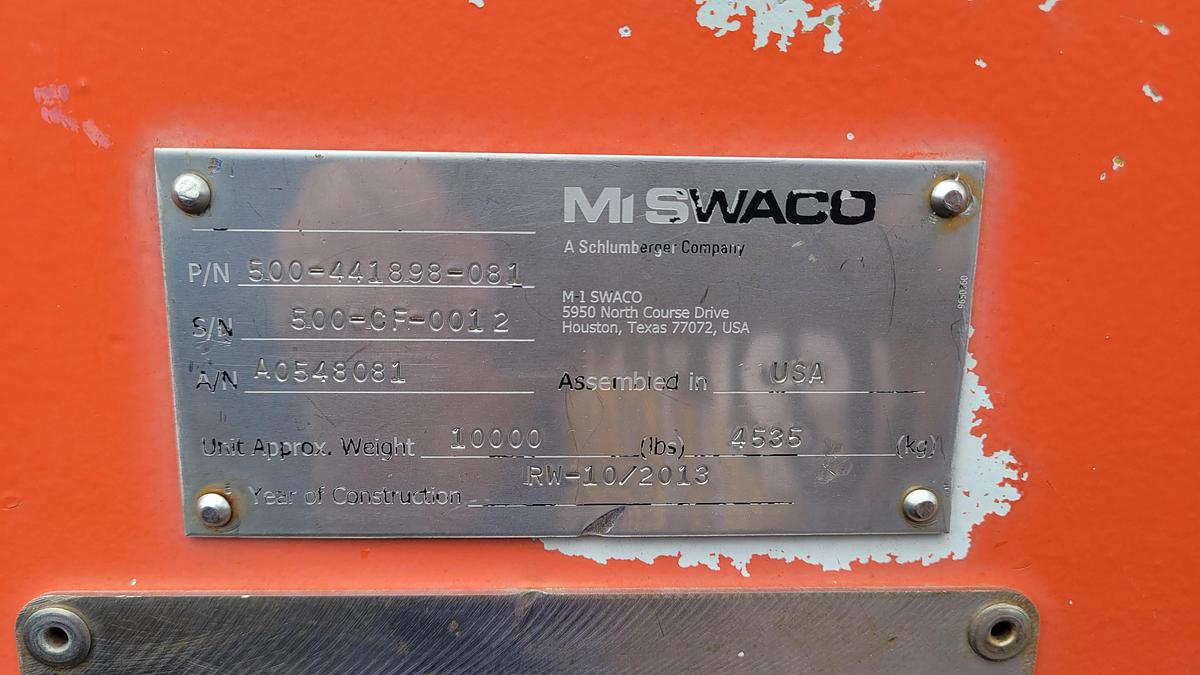 M-I SWACO
A Schlumberger Company
P/N 500-441898-081
M-I SWACO
5950 North Course Drive
Houston, Texas 77072, USA
S/N 500-CF-0012
A/N A0548081
Assembled in USA
Unit Approx. Weight 10000 (lbs) 4535 (kg)
Year of Construction RW-10/2013